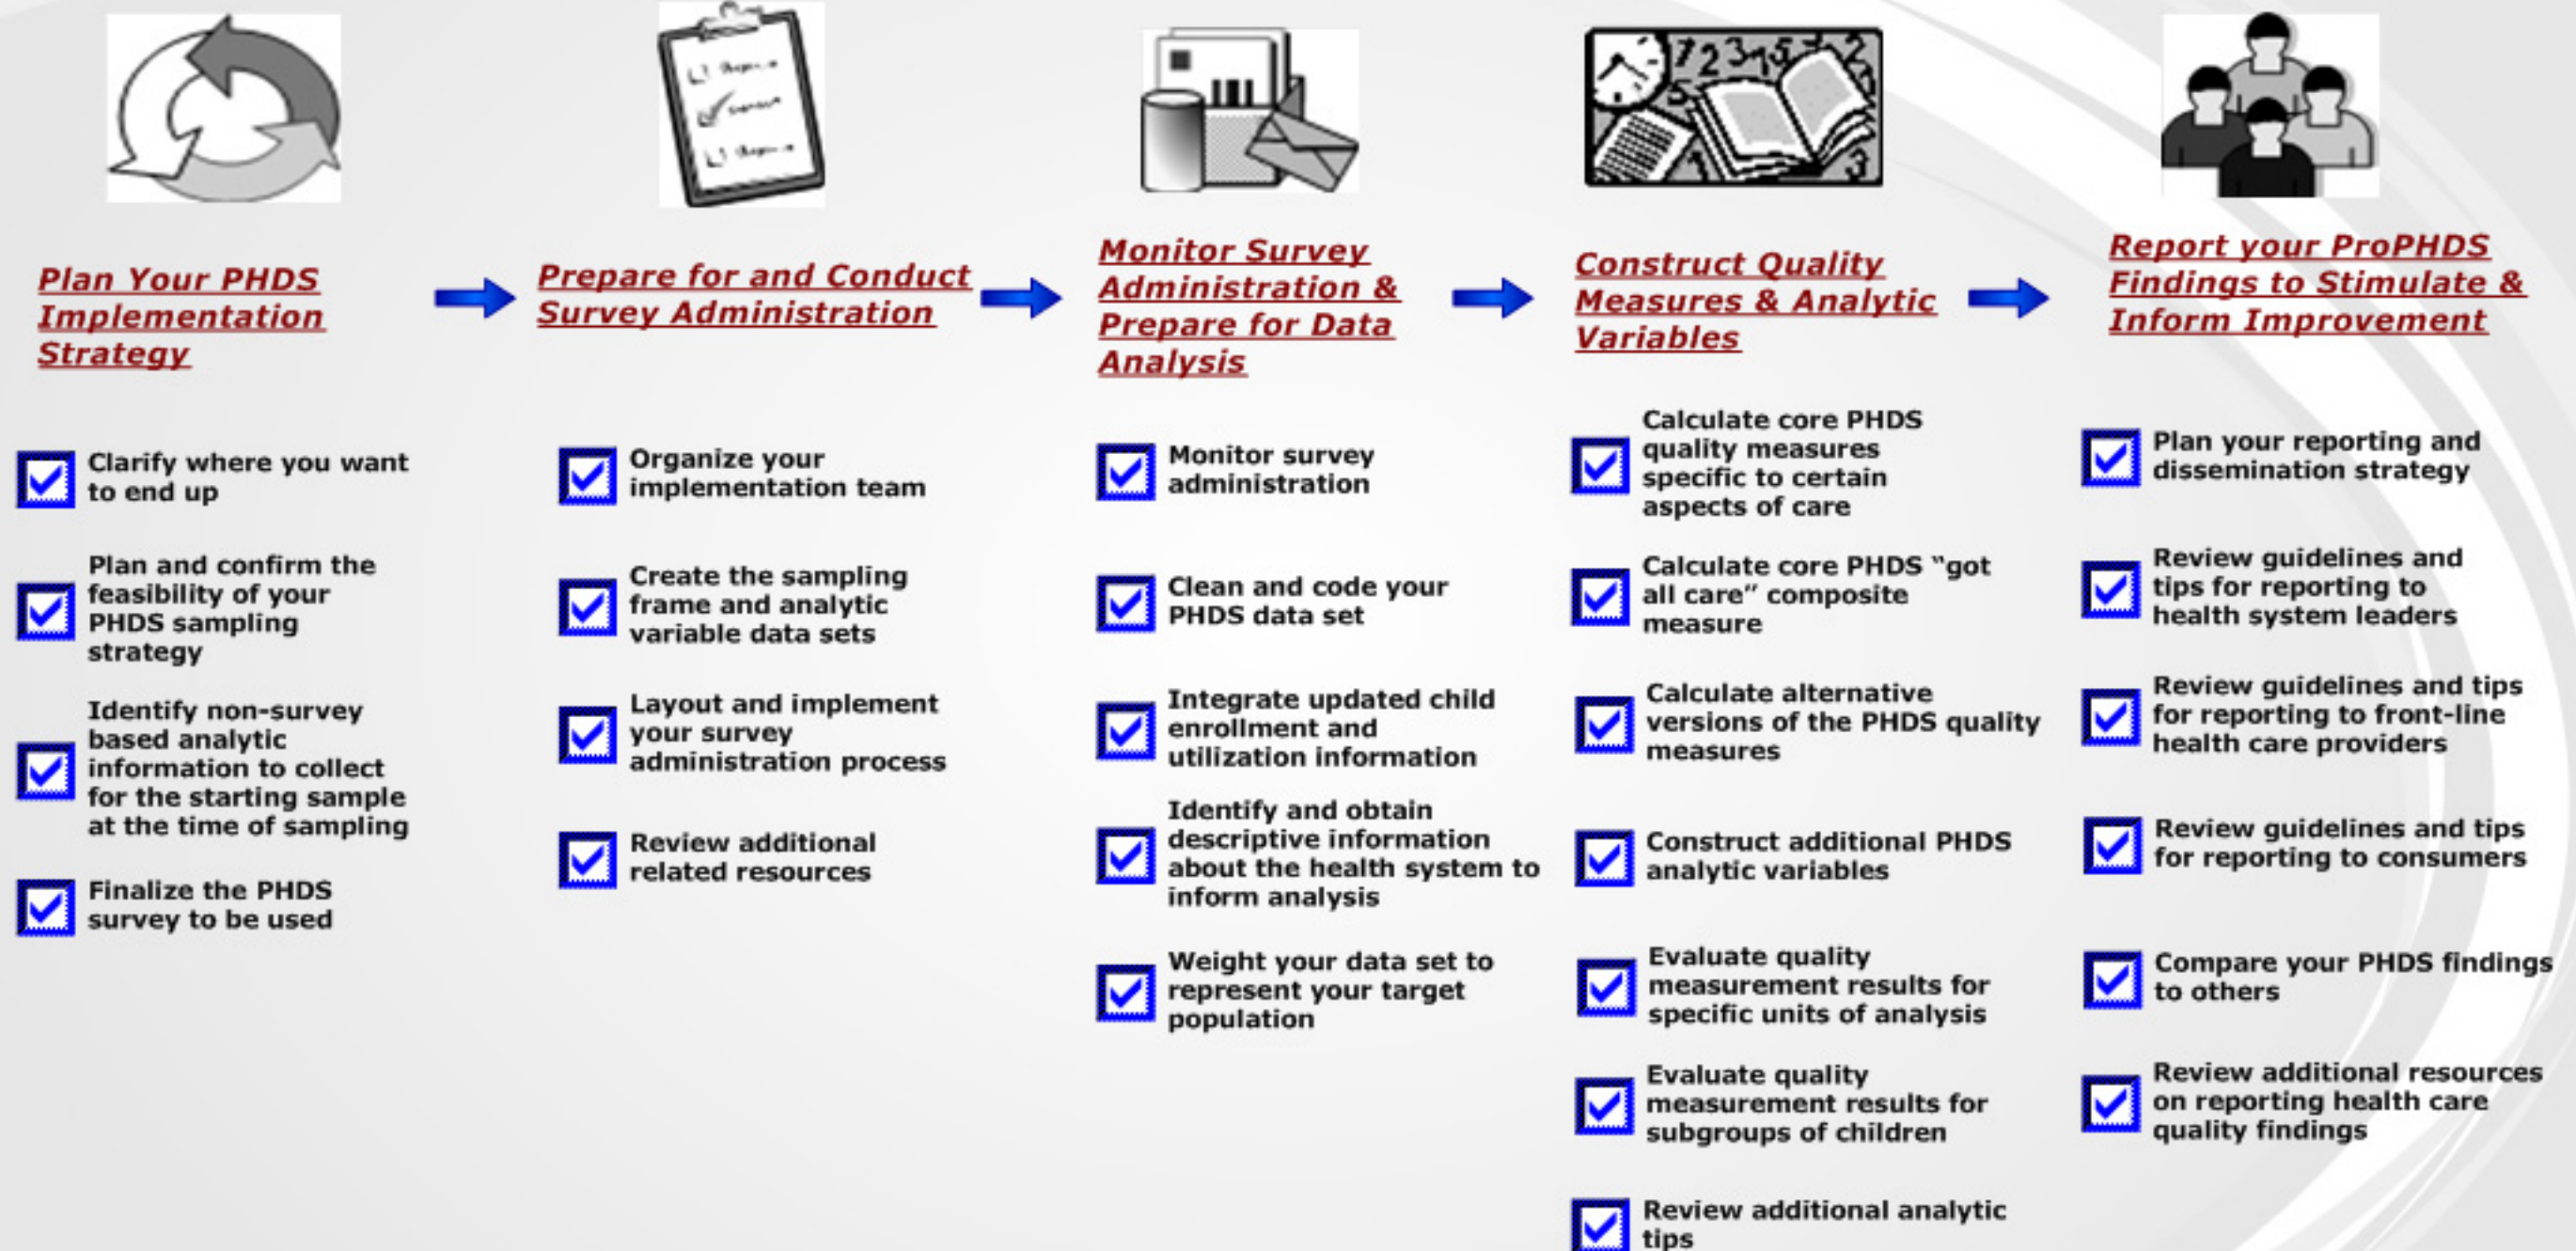 Plan Your PHDS
Implementation
Strategy
Clarify where you want
to end up
Plan and confirm the
feasibility of your
PHDS sampling
strategy
Identify non-survey
based analytic
information to collect
for the starting sample
at the time of sampling
Finalize the PHDS
survey to be used
Prepare for and Conduct
Survey Administration
Organize your
implementation team
Create the sampling
frame and analytic
variable data sets
Layout and implement
your survey
administration process
Review additional
related resources
Monitor Survey
Administration &
Prepare for Data
Analysis
Monitor survey
administration
Clean and code your
PHDS data set
Integrate updated child
enrollment and
utilization information
Identify and obtain
descriptive information
about the health system to
inform analysis
Weight your data set to
represent your target
population
Construct Quality
Measures & Analytic
Variables
Calculate core PHDS
quality measures
specific to certain
aspects of care
Calculate core PHDS “got
all care” composite
measure
Calculate alternative
versions of the PHDS quality
measures
Construct additional PHDS
analytic variables
Evaluate quality
measurement results for
specific units of analysis
Evaluate quality
measurement results for
subgroups of children
Review additional analytic
tips
Report your ProPHDS
Findings to Stimulate &
Inform Improvement
Plan your reporting and
dissemination strategy
Review guidelines and
tips for reporting to
health system leaders
Review guidelines and tips
for reporting to front-line
health care providers
Review guidelines and tips
for reporting to consumers
Compare your PHDS findings
to others
Review additional resources
on reporting health care
quality findings